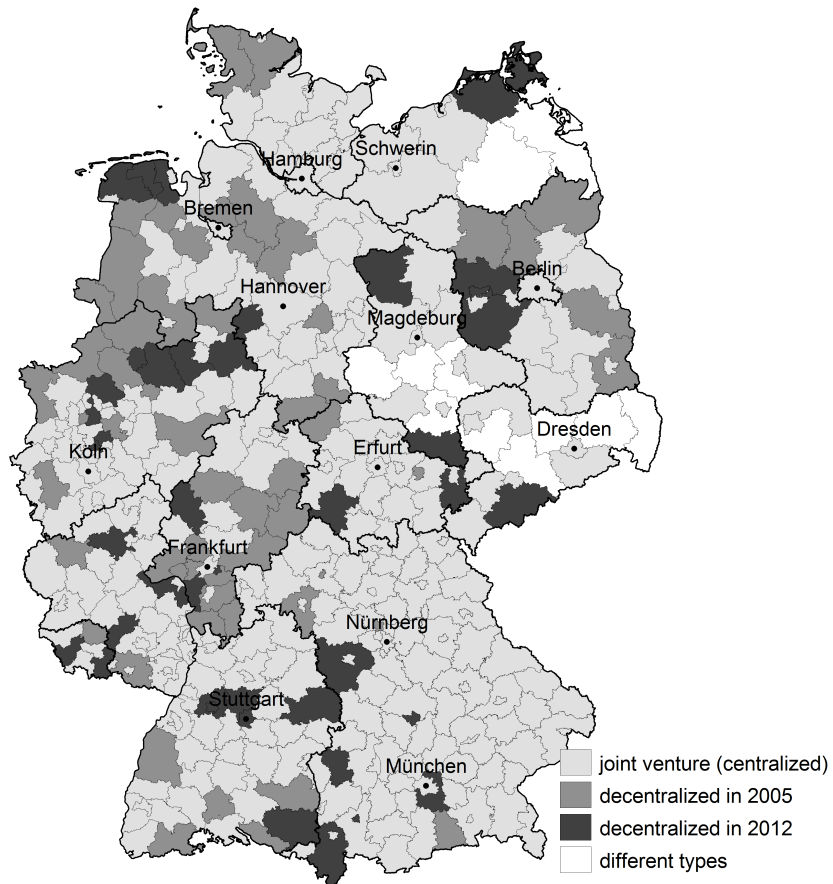 Schwerin
Hamburg
Bremen
Berlin
Hannover
Magdeburg
Dresden
Erfurt
Köln
Frankfurt
Nürnberg
Stuttgart
München
joint venture (centralized)
decentralized in 2005
decentralized in 2012
different types